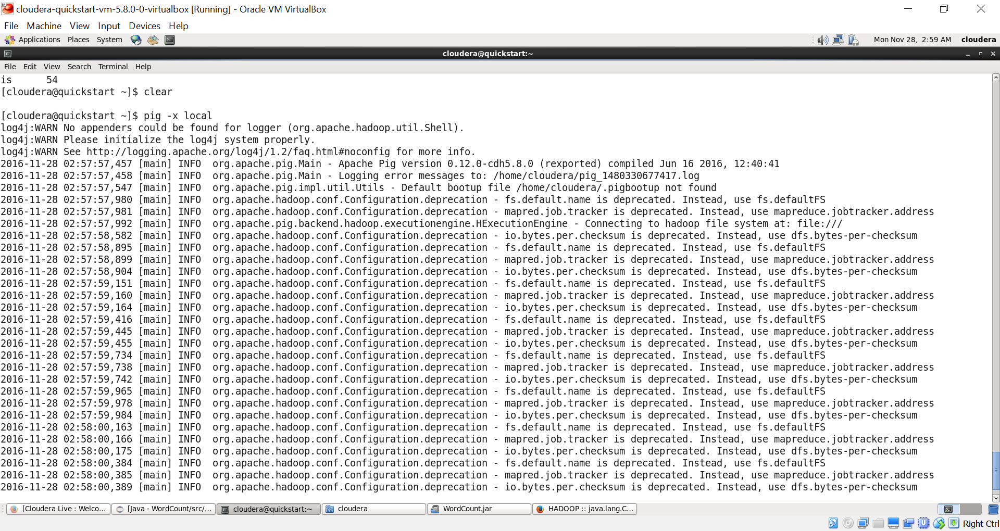 cloudera-quickstart-vm-5.8.0-0-virtualbox [Running] - Oracle VM VirtualBox
File Machine View Input Devices Help
Applications Places System Mon Nov 28, 2:59 AM cloudera
cloudera@quickstart:~
File Edit View Search Terminal Help
is      54
[cloudera@quickstart ~]$ clear
[cloudera@quickstart ~]$ pig -x local
log4j:WARN No appenders could be found for logger (org.apache.hadoop.util.Shell).
log4j:WARN Please initialize the log4j system properly.
log4j:WARN See http://logging.apache.org/log4j/1.2/faq.html#noconfig for more info.
2016-11-28 02:57:57,457 [main] INFO  org.apache.pig.Main - Apache Pig version 0.12.0-cdh5.8.0 (rexported) compiled Jun 16 2016, 12:40:41
2016-11-28 02:57:57,458 [main] INFO  org.apache.pig.Main - Logging error messages to: /home/cloudera/pig_1480330677417.log
2016-11-28 02:57:57,547 [main] INFO  org.apache.pig.impl.util.Utils - Default bootup file /home/cloudera/.pigbootup not found
2016-11-28 02:57:57,980 [main] INFO  org.apache.hadoop.conf.Configuration.deprecation - fs.default.name is deprecated. Instead, use fs.defaultFS
2016-11-28 02:57:57,981 [main] INFO  org.apache.hadoop.conf.Configuration.deprecation - mapred.job.tracker is deprecated. Instead, use mapreduce.jobtracker.address
2016-11-28 02:57:57,992 [main] INFO  org.apache.pig.backend.hadoop.executionengine.HExecutionEngine - Connecting to hadoop file system at: file:///
2016-11-28 02:57:58,582 [main] INFO  org.apache.hadoop.conf.Configuration.deprecation - io.bytes.per.checksum is deprecated. Instead, use dfs.bytes-per-checksum
2016-11-28 02:57:58,895 [main] INFO  org.apache.hadoop.conf.Configuration.deprecation - fs.default.name is deprecated. Instead, use fs.defaultFS
2016-11-28 02:57:58,899 [main] INFO  org.apache.hadoop.conf.Configuration.deprecation - mapred.job.tracker is deprecated. Instead, use mapreduce.jobtracker.address
2016-11-28 02:57:58,904 [main] INFO  org.apache.hadoop.conf.Configuration.deprecation - io.bytes.per.checksum is deprecated. Instead, use dfs.bytes-per-checksum
2016-11-28 02:57:59,151 [main] INFO  org.apache.hadoop.conf.Configuration.deprecation - fs.default.name is deprecated. Instead, use fs.defaultFS
2016-11-28 02:57:59,160 [main] INFO  org.apache.hadoop.conf.Configuration.deprecation - mapred.job.tracker is deprecated. Instead, use mapreduce.jobtracker.address
2016-11-28 02:57:59,164 [main] INFO  org.apache.hadoop.conf.Configuration.deprecation - io.bytes.per.checksum is deprecated. Instead, use dfs.bytes-per-checksum
2016-11-28 02:57:59,416 [main] INFO  org.apache.hadoop.conf.Configuration.deprecation - fs.default.name is deprecated. Instead, use fs.defaultFS
2016-11-28 02:57:59,445 [main] INFO  org.apache.hadoop.conf.Configuration.deprecation - mapred.job.tracker is deprecated. Instead, use mapreduce.jobtracker.address
2016-11-28 02:57:59,455 [main] INFO  org.apache.hadoop.conf.Configuration.deprecation - io.bytes.per.checksum is deprecated. Instead, use dfs.bytes-per-checksum
2016-11-28 02:57:59,734 [main] INFO  org.apache.hadoop.conf.Configuration.deprecation - fs.default.name is deprecated. Instead, use fs.defaultFS
2016-11-28 02:57:59,738 [main] INFO  org.apache.hadoop.conf.Configuration.deprecation - mapred.job.tracker is deprecated. Instead, use mapreduce.jobtracker.address
2016-11-28 02:57:59,742 [main] INFO  org.apache.hadoop.conf.Configuration.deprecation - io.bytes.per.checksum is deprecated. Instead, use dfs.bytes-per-checksum
2016-11-28 02:57:59,965 [main] INFO  org.apache.hadoop.conf.Configuration.deprecation - fs.default.name is deprecated. Instead, use fs.defaultFS
2016-11-28 02:57:59,978 [main] INFO  org.apache.hadoop.conf.Configuration.deprecation - mapred.job.tracker is deprecated. Instead, use mapreduce.jobtracker.address
2016-11-28 02:57:59,984 [main] INFO  org.apache.hadoop.conf.Configuration.deprecation - io.bytes.per.checksum is deprecated. Instead, use dfs.bytes-per-checksum
2016-11-28 02:58:00,163 [main] INFO  org.apache.hadoop.conf.Configuration.deprecation - fs.default.name is deprecated. Instead, use fs.defaultFS
2016-11-28 02:58:00,166 [main] INFO  org.apache.hadoop.conf.Configuration.deprecation - mapred.job.tracker is deprecated. Instead, use mapreduce.jobtracker.address
2016-11-28 02:58:00,175 [main] INFO  org.apache.hadoop.conf.Configuration.deprecation - io.bytes.per.checksum is deprecated. Instead, use dfs.bytes-per-checksum
2016-11-28 02:58:00,384 [main] INFO  org.apache.hadoop.conf.Configuration.deprecation - fs.default.name is deprecated. Instead, use fs.defaultFS
2016-11-28 02:58:00,385 [main] INFO  org.apache.hadoop.conf.Configuration.deprecation - mapred.job.tracker is deprecated. Instead, use mapreduce.jobtracker.address
2016-11-28 02:58:00,389 [main] INFO  org.apache.hadoop.conf.Configuration.deprecation - io.bytes.per.checksum is deprecated. Instead, use dfs.bytes-per-checksum
[Cloudera Live : Welco... [Java - WordCount/src/... cloudera@quickstart:~ cloudera WordCount.jar HADOOP :: java.lang.C...
Right Ctrl